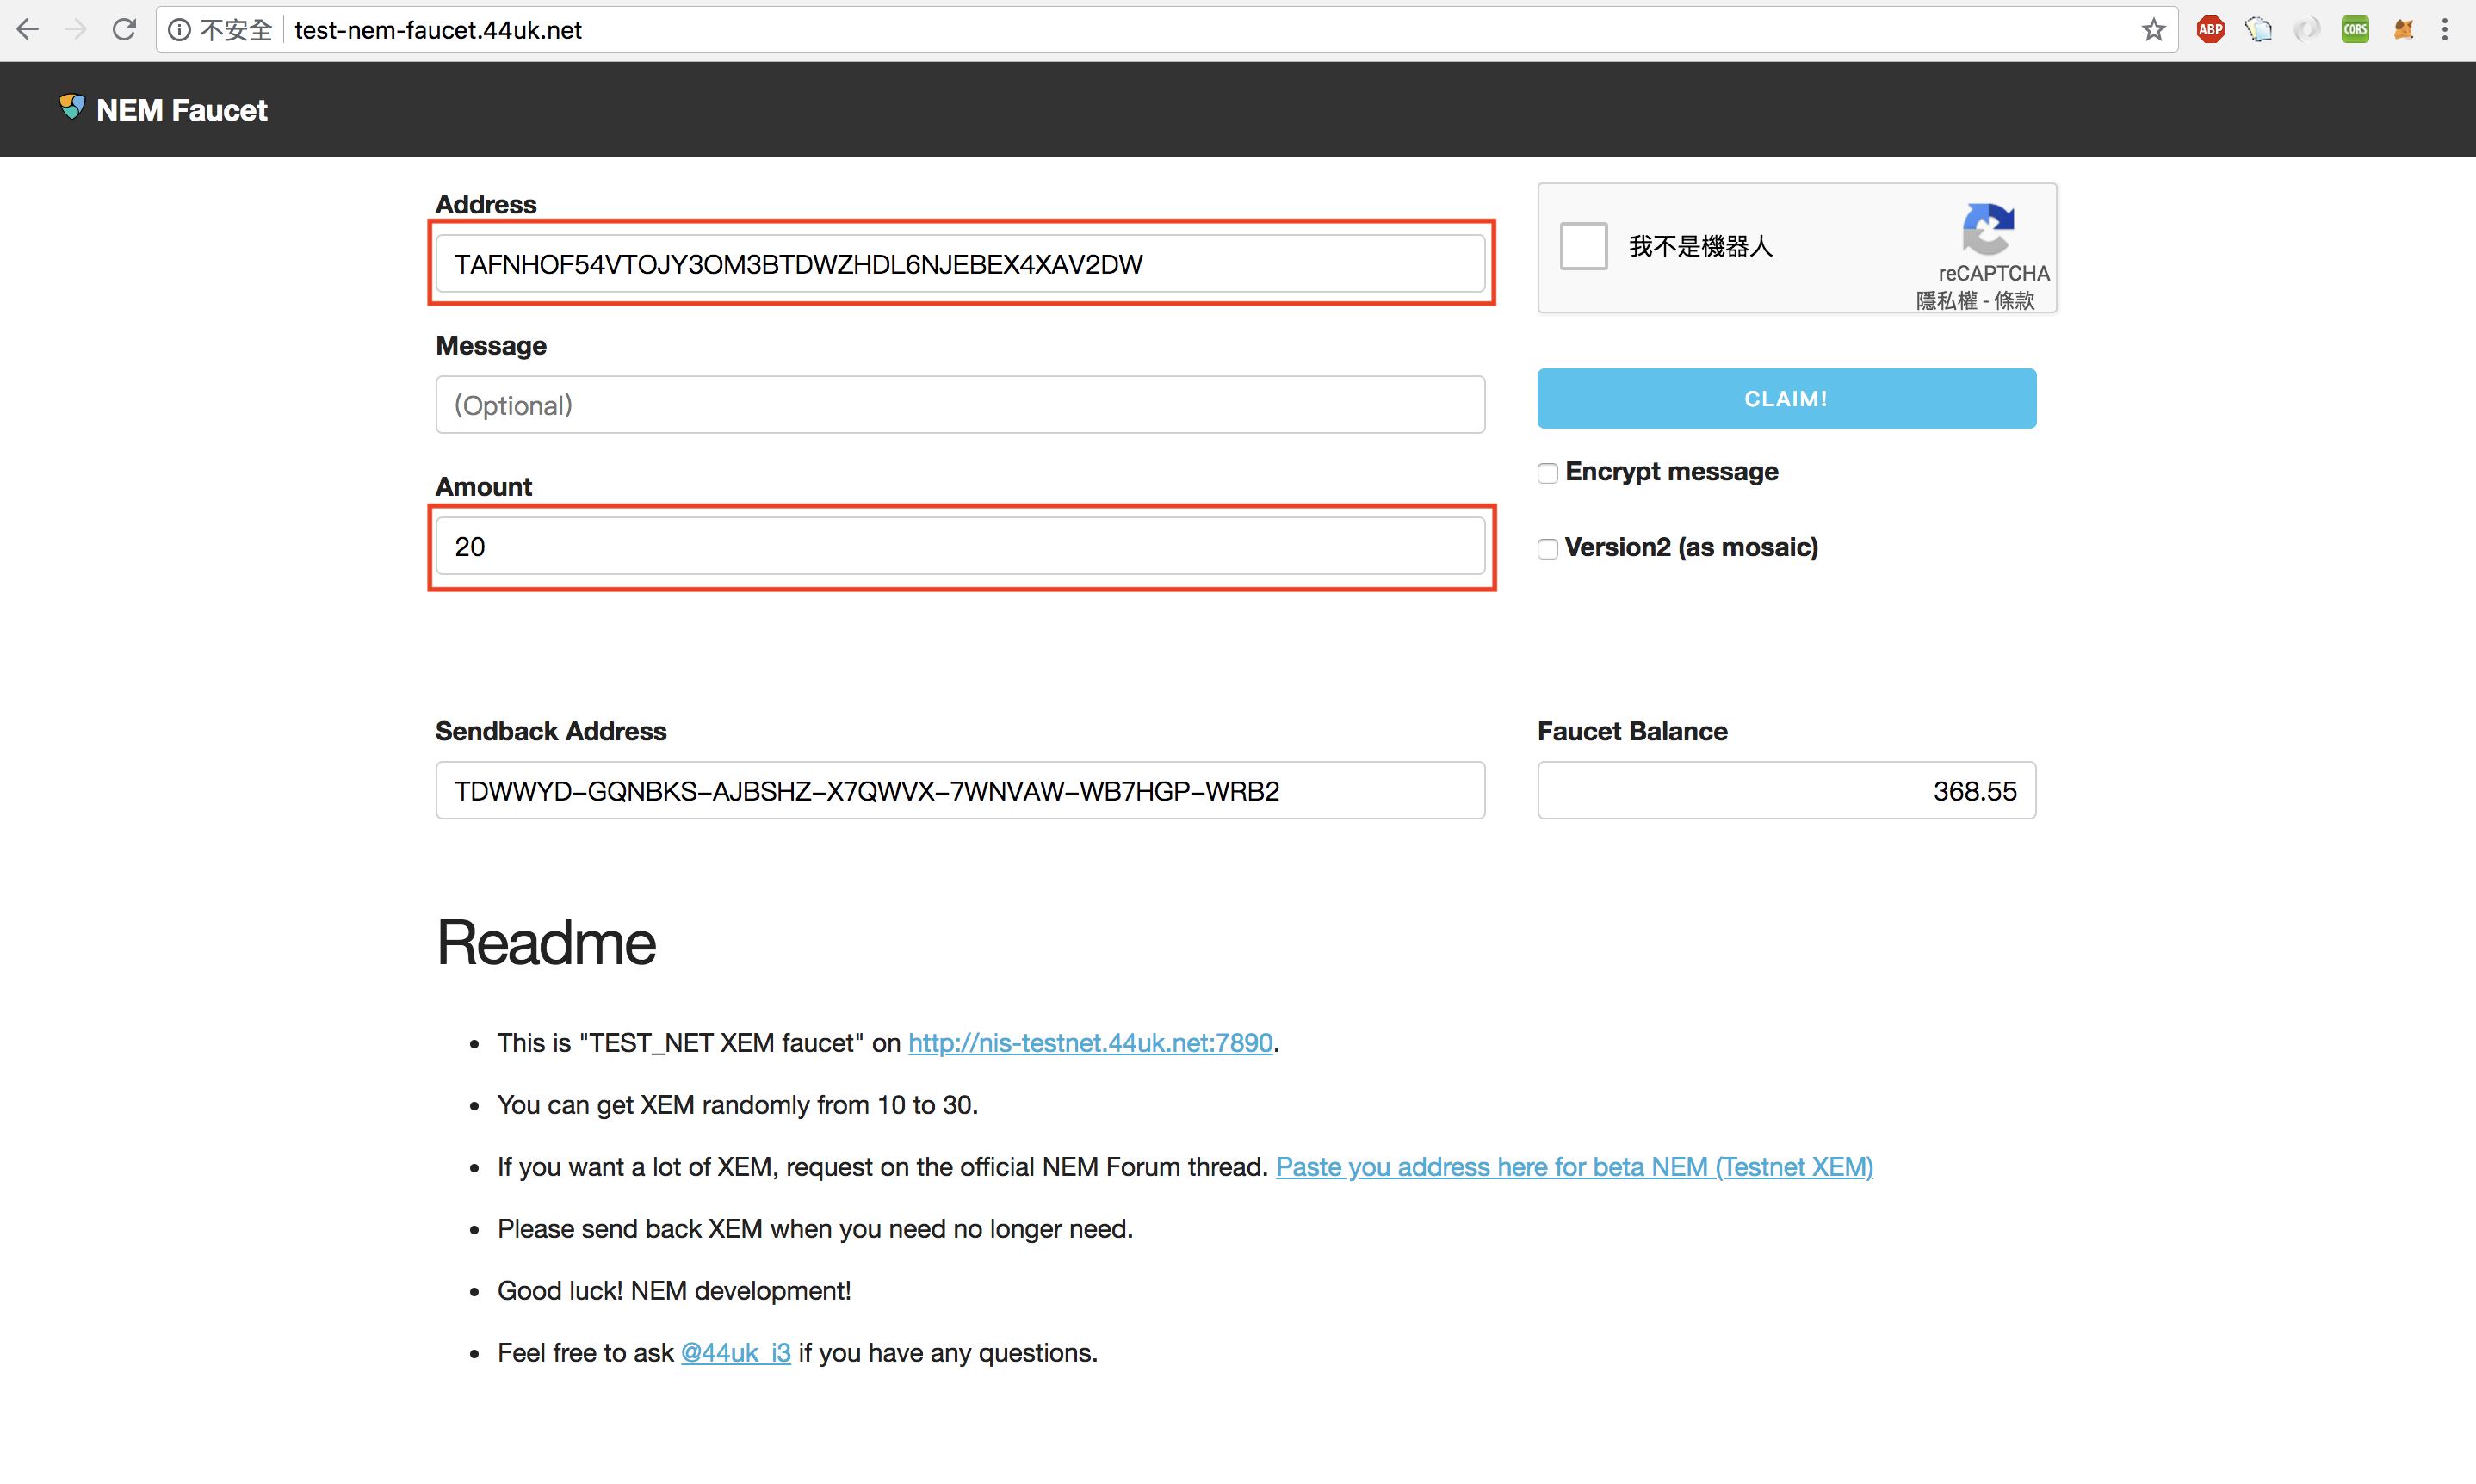 不安全 test-nem-faucet.44uk.net
ABP
CORS
NEM Faucet
Address
TAFNHOF54VTOJY3OM3BTDWZHDL6NJEBEX4XAV2DW
我不是機器人
reCAPTCHA
隱私權 - 條款
Message
(Optional)
CLAIM!
Amount
20
Encrypt message
Version2 (as mosaic)
Sendback Address
TDWWYD–GQNBKS–AJBSHZ–X7QWVX–7WNVAW–WB7HGP–WRB2
Faucet Balance
368.55
Readme
This is "TEST_NET XEM faucet" on http://nis-testnet.44uk.net:7890.
You can get XEM randomly from 10 to 30.
If you want a lot of XEM, request on the official NEM Forum thread. Paste you address here for beta NEM (Testnet XEM)
Please send back XEM when you need no longer need.
Good luck! NEM development!
Feel free to ask @44uk_i3 if you have any questions.